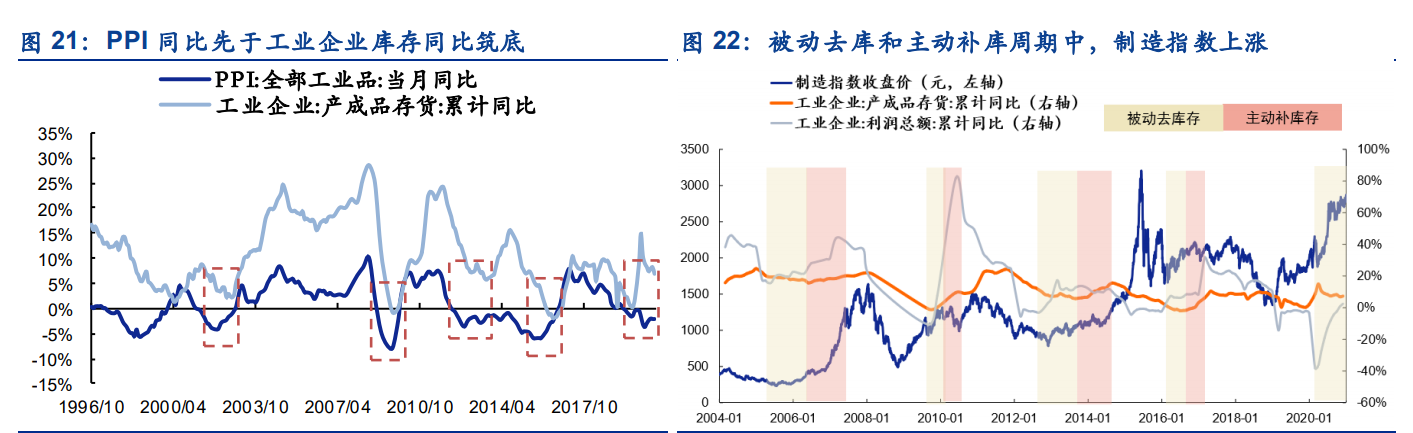 图 21：PPI 同比先于工业企业库存同比筑底
PPI:全部工业品:当月同比
工业企业:产成品存货:累计同比
35%
30%
25%
20%
15%
10%
5%
0%
-5%
-10%
-15%
1996/10 2000/04 2003/10 2007/04 2010/10 2014/04 2017/10
图 22：被动去库和主动补库周期中，制造指数上涨
制造指数收盘价（元，左轴）
工业企业:产成品存货:累计同比（右轴）
工业企业:利润总额:累计同比（右轴）
被动去库存 主动补库存
3500
3000
2500
2000
1500
1000
500
0
100%
80%
60%
40%
20%
0%
-20%
-40%
-60%
2004-01 2006-01 2008-01 2010-01 2012-01 2014-01 2016-01 2018-01 2020-01